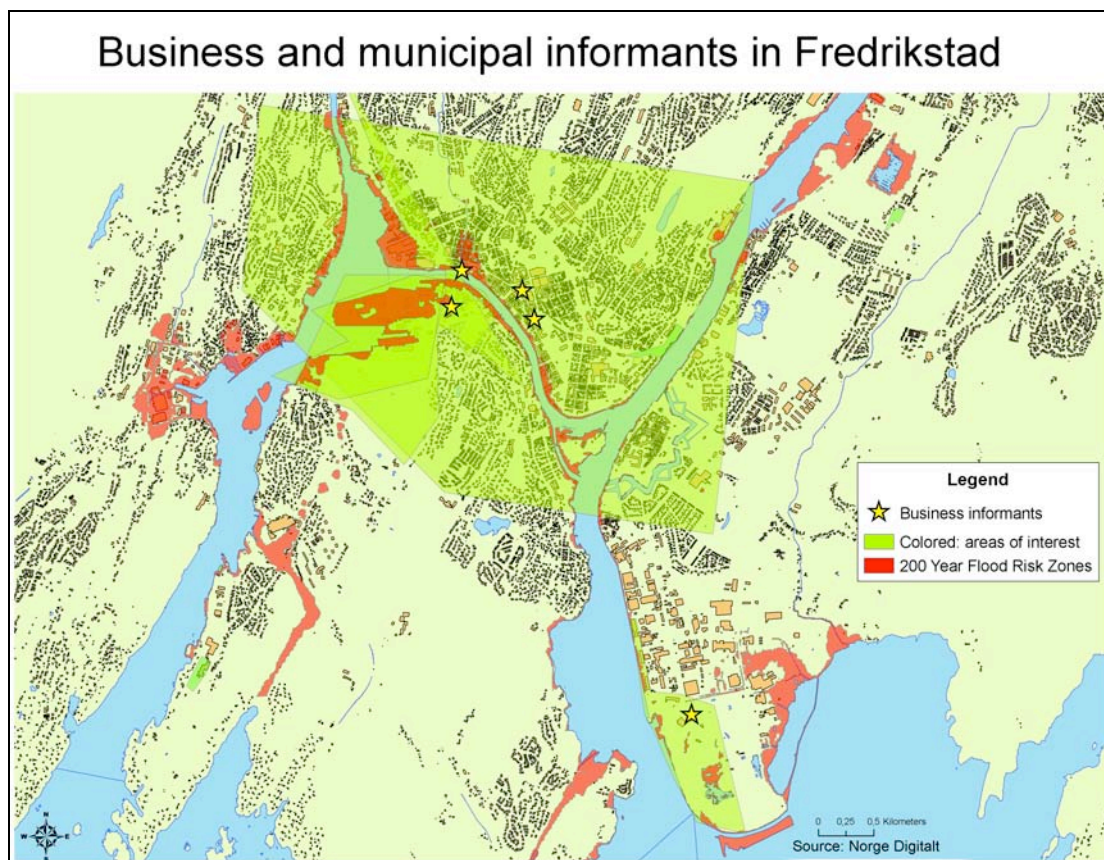 Business and municipal informants in Fredrikstad
Legend
Business informants
Colored: areas of interest
200 Year Flood Risk Zones
N
W E
S
0 0,25 0,5 Kilometers
Source: Norge Digitalt